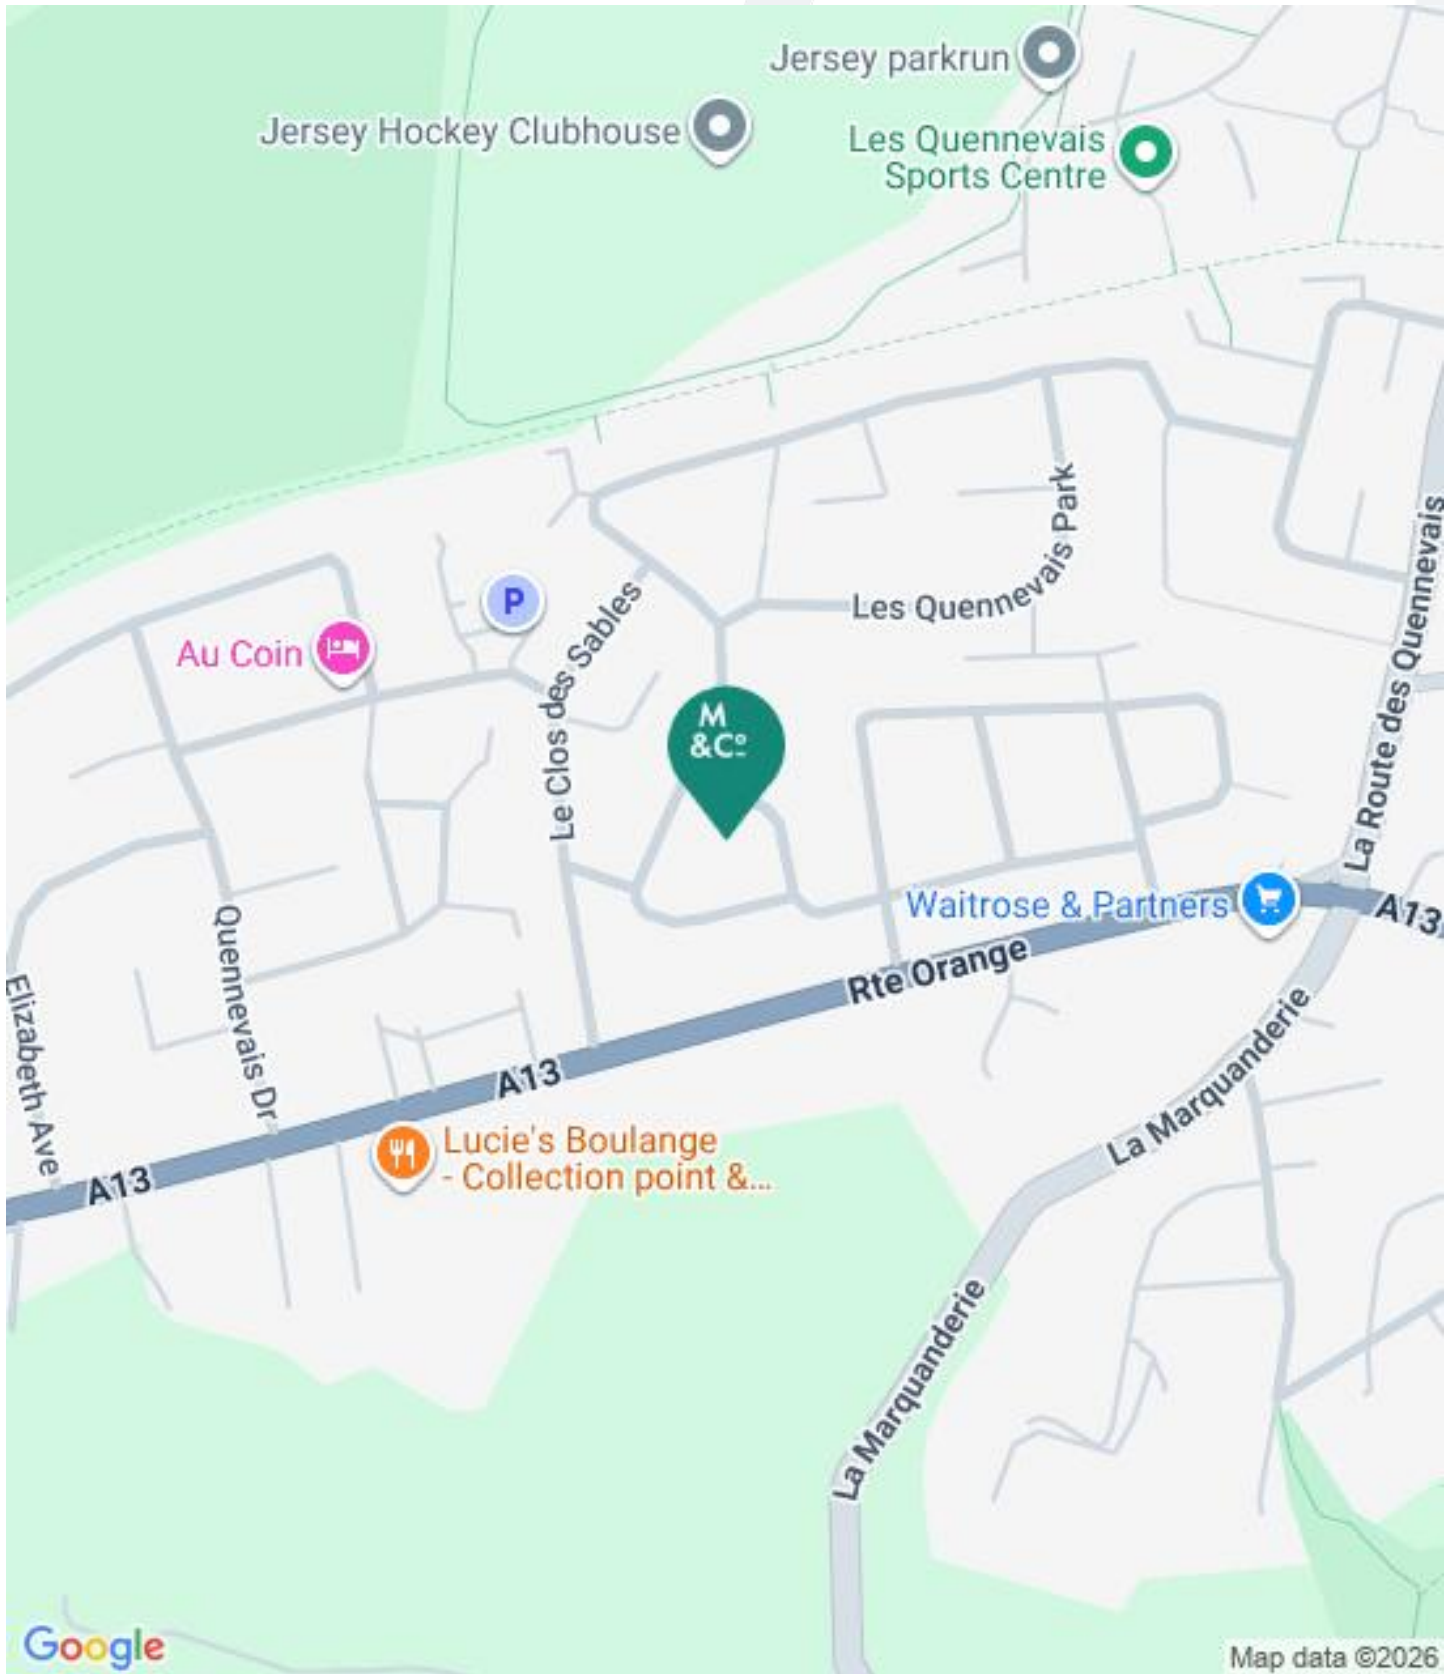 Jersey parkrun
Jersey Hockey Clubhouse
Les Quennevais
Sports Centre
Les Quennevais Park
La Route des Quennevais
P
Au Coin
Le Clos des Sables
M
&Cº
Quennevais Dr
Elizabeth Ave
Waitrose & Partners
A13
Rte Orange
A13
A13
Lucie's Boulange
- Collection point &...
La Marquanderie
La Marquanderie
Google
Map data ©2026